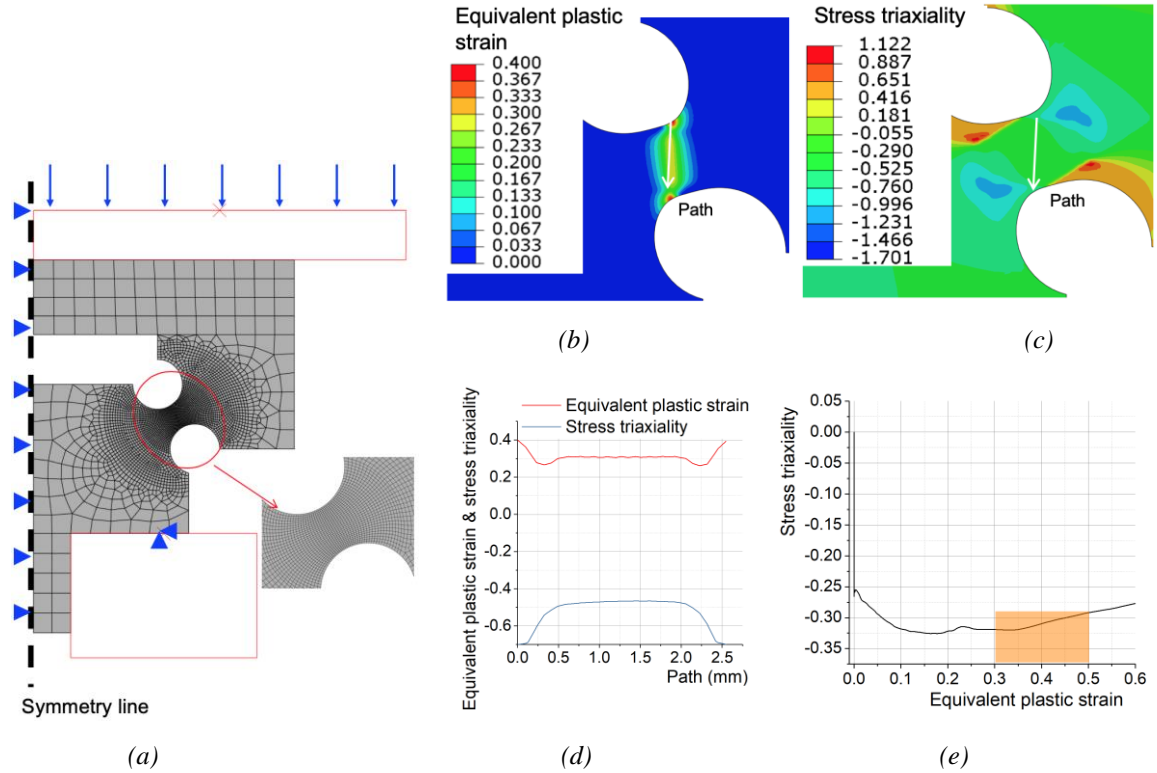 Equivalent plastic
strain
0.400
0.367
0.333
0.300
0.267
0.233
0.200
0.167
0.133
0.100
0.067
0.033
0.000
Path
(b)
Stress triaxiality
1.122
0.887
0.651
0.416
0.181
-0.055
-0.290
-0.525
-0.760
-0.996
-1.231
-1.466
-1.701
Path
(c)
Symmetry line
(a)
Equivalent plastic strain
Stress triaxiality
Equivalent plastic strain & stress triaxiality
0.4
0.2
0.0
-0.2
-0.4
-0.6
0.0 0.5 1.0 1.5 2.0 2.5
Path (mm)
(d)
Stress triaxiality
0.05
0.00
-0.05
-0.10
-0.15
-0.20
-0.25
-0.30
-0.35
0.0 0.1 0.2 0.3 0.4 0.5 0.6
Equivalent plastic strain
(e)